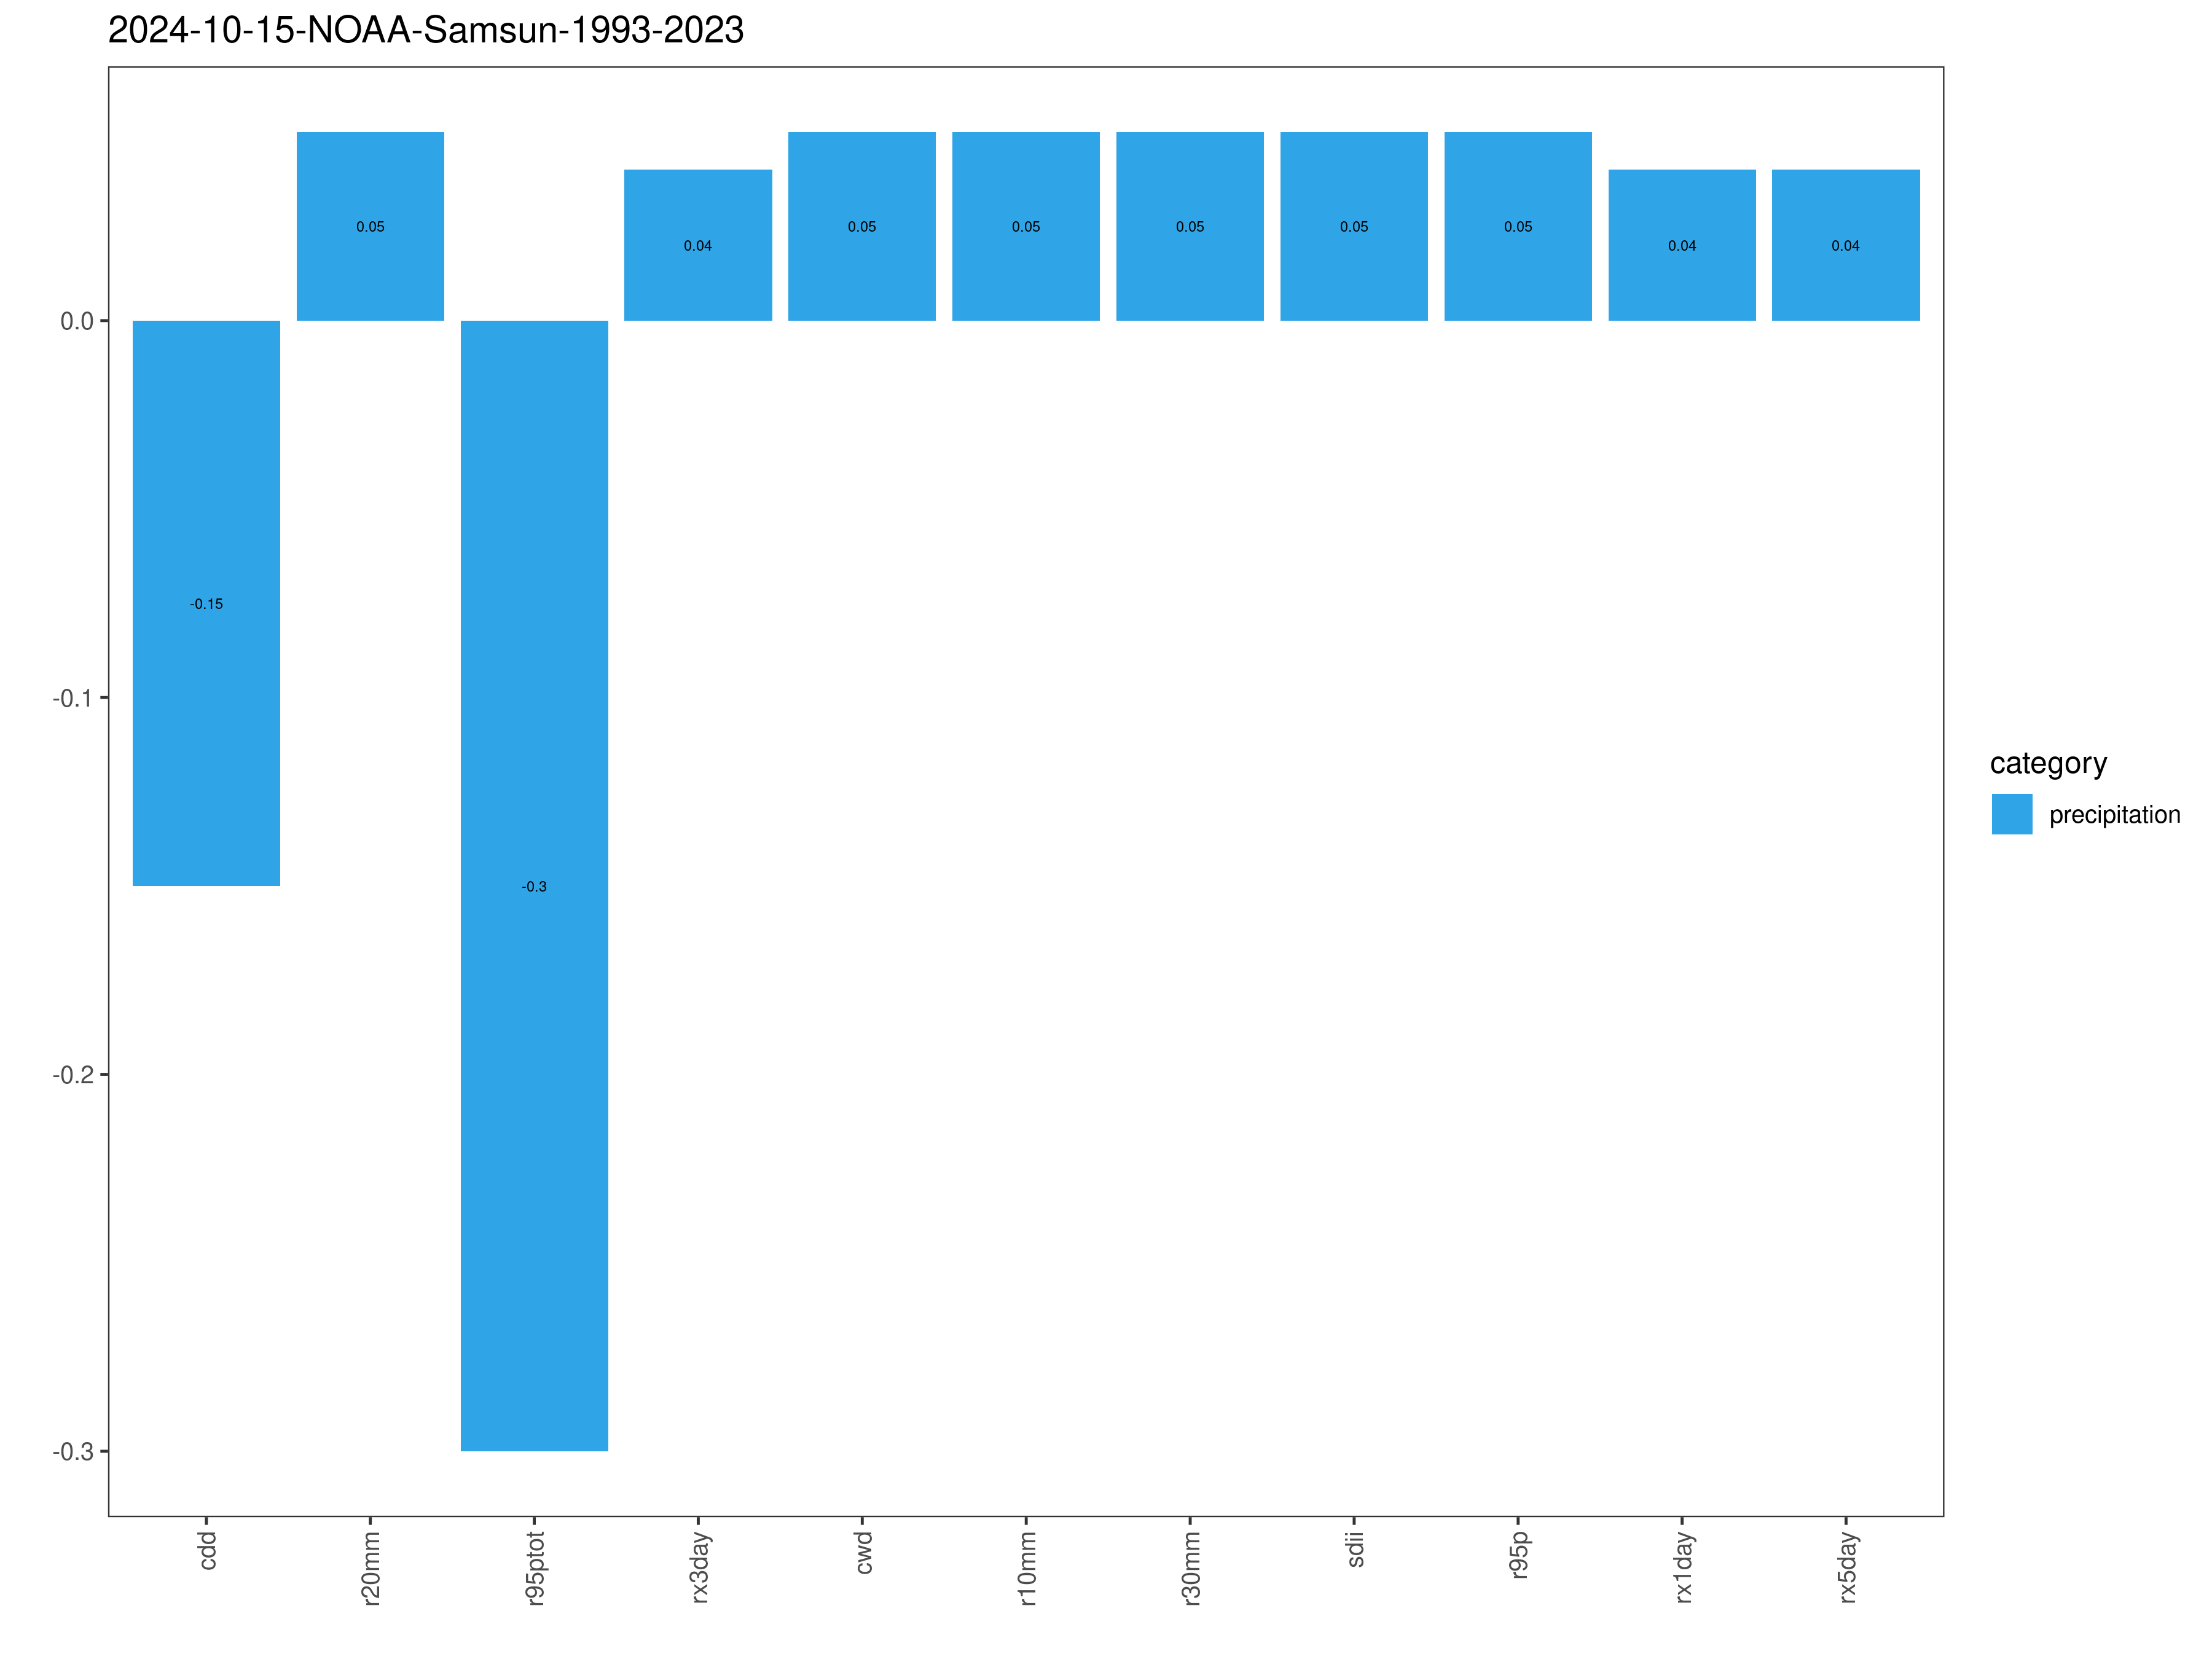 2024-10-15-NOAA-Samsun-1993-2023
0.05
0.04
0.05
0.05
0.05
0.05
0.05
0.04
0.04
-0.15
-0.3
0.0
-0.1
-0.2
-0.3
cdd
r20mm
r95ptot
rx3day
cwd
r10mm
r30mm
sdii
r95p
rx1day
rx5day
category
precipitation